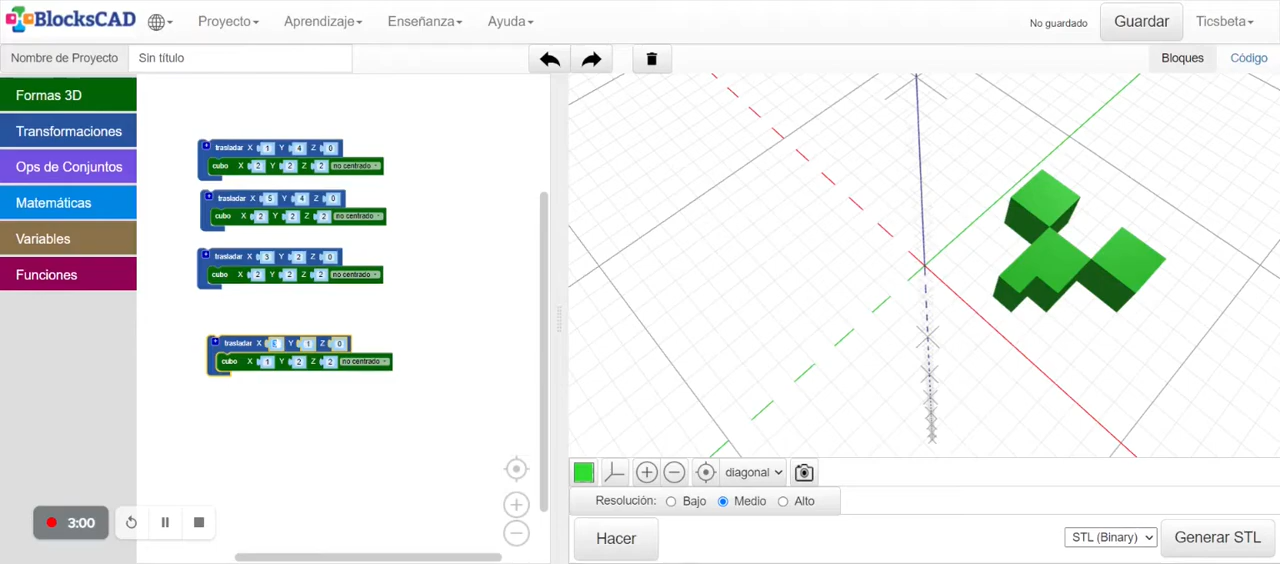 BlocksCAD Proyecto Aprendizaje Enseñanza Ayuda No guardado Guardar Ticsbeta
Nombre de Proyecto Sin título Bloques Código
Formas 3D
Transformaciones
Ops de Conjuntos
Matemáticas
Variables
Funciones
trasladar X 1 Y 4 Z 0
cubo X 2 Y 2 Z 2 no centrado
trasladar X 5 Y 4 Z 0
cubo X 2 Y 2 Z 2 no centrado
trasladar X 5 Y 2 Z 0
cubo X 2 Y 2 Z 2 no centrado
trasladar X Y 1 Z 0
cubo X 1 Y 2 Z 2 no centrado
3:00
diagonal
Resolución: Bajo Medio Alto
Hacer STL (Binary) Generar STL